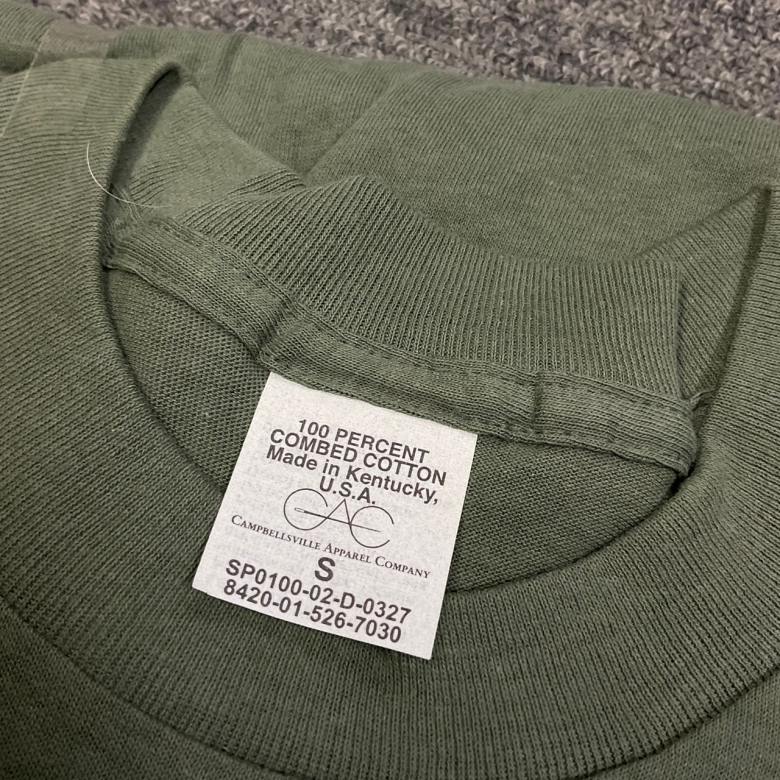 100 PERCENT
COMBED COTTON
Made in Kentucky,
U.S.A.
CAC
CAMPBELLSVILLE APPAREL COMPANY
S
SP0100-02-D-0327
8420-01-526-7030